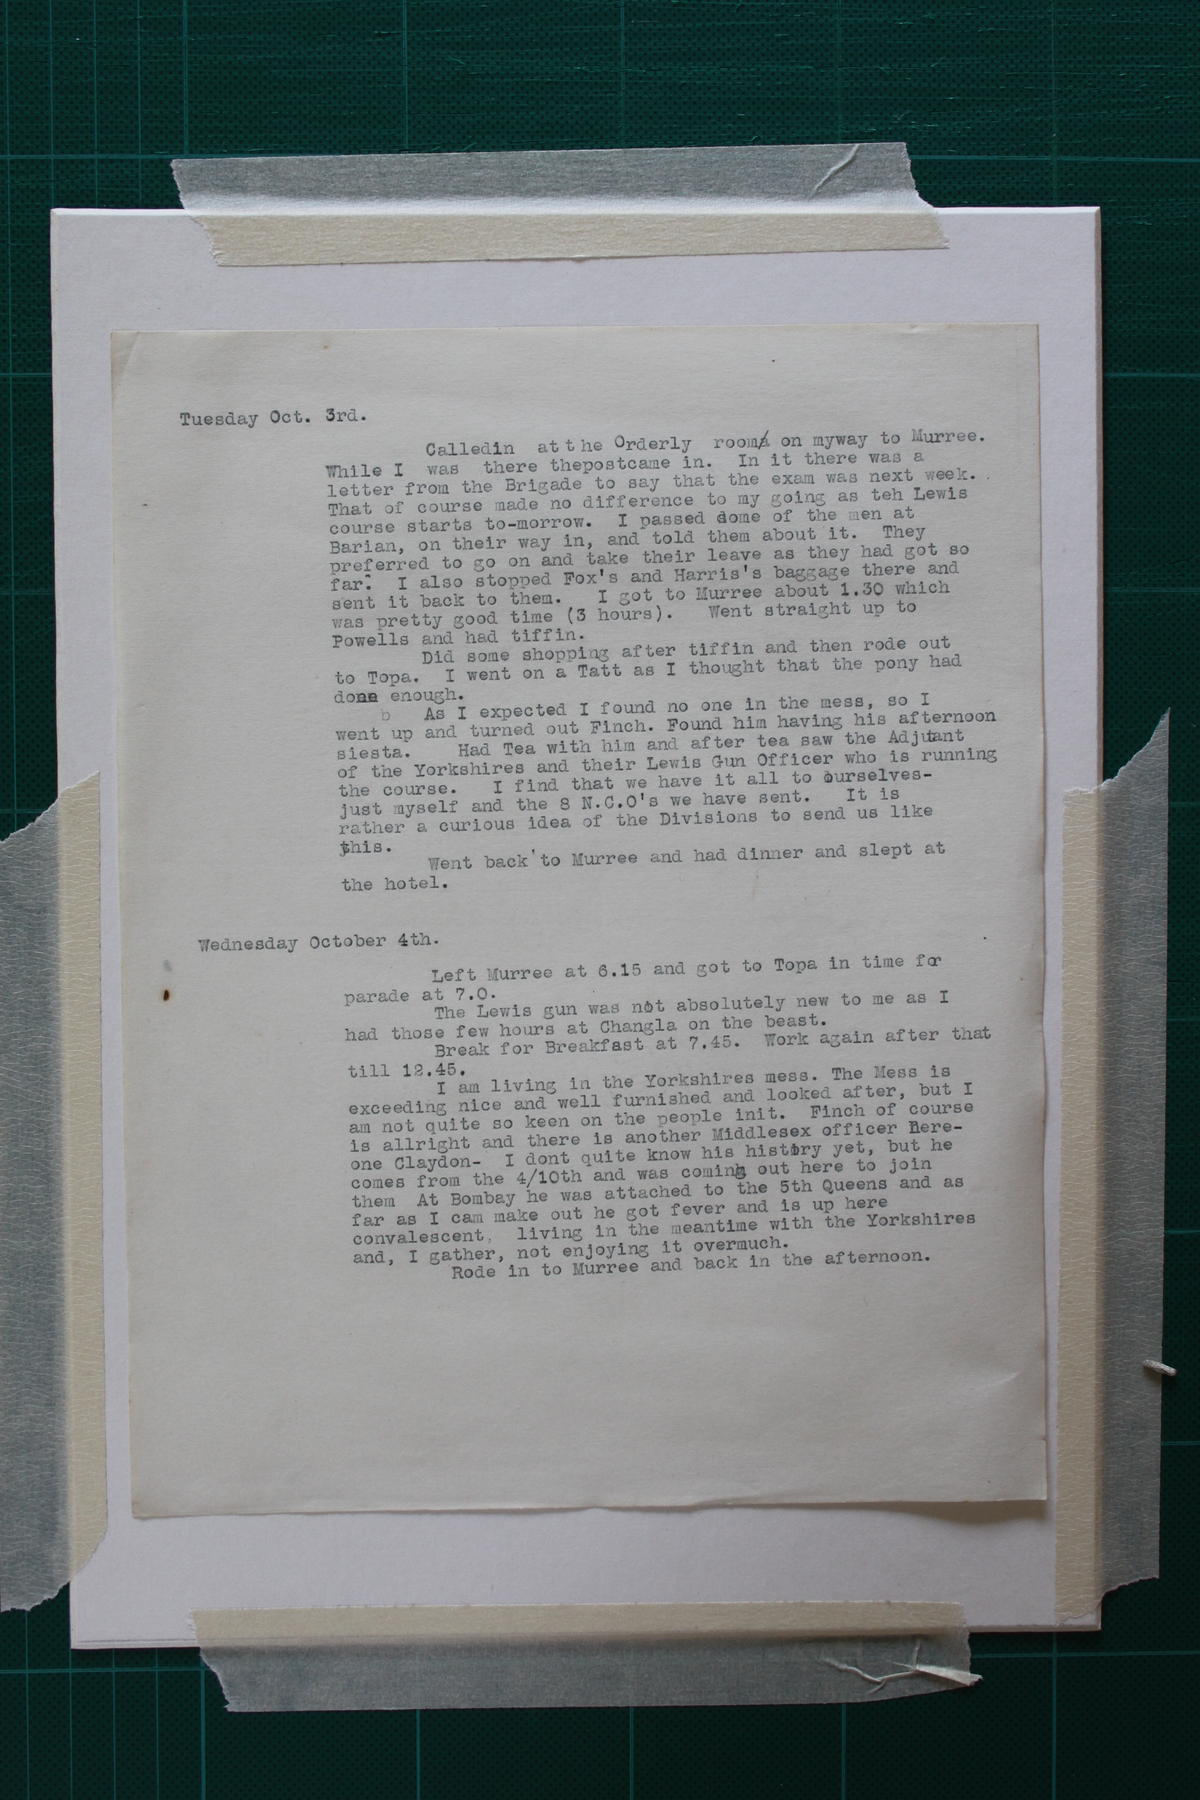 Tuesday Oct. 3rd.
Calledin at the Orderly room on myway to Murree.
While I was there thepostcame in. In it there was a
letter from the Brigade to say that the exam was next week.
That of course made no difference to my going as teh Lewis
course starts to-morrow. I passed dome of the men at
Barian, on their way in, and told them about it. They
preferred to go on and take their leave as they had got so
far. I also stopped Fox's and Harris's baggage there and
sent it back to them. I got to Murree about 1.30 which
was pretty good time (3 hours). Went straight up to
Powells and had tiffin.
Did some shopping after tiffin and then rode out
to Topa. I went on a Tatt as I thought that the pony had
done enough.
b As I expected I found no one in the mess, so I
went up and turned out Finch. Found him having his afternoon
siesta. Had Tea with him and after tea saw the Adjutant
of the Yorkshires and their Lewis Gun Officer who is running
the course. I find that we have it all to ourselves-
just myself and the 8 N.C.O's we have sent. It is
rather a curious idea of the Divisions to send us like
this.
Went back to Murree and had dinner and slept at
the hotel.
Wednesday October 4th.
Left Murree at 6.15 and got to Topa in time for
parade at 7.0.
The Lewis gun was not absolutely new to me as I
had those few hours at Changla on the beast.
Break for Breakfast at 7.45. Work again after that
till 12.45.
I am living in the Yorkshires mess. The Mess is
exceeding nice and well furnished and looked after, but I
am not quite so keen on the people init. Finch of course
is allright and there is another Middlesex officer here-
one Claydon- I dont quite know his history yet, but he
comes from the 4/10th and was coming out here to join
them At Bombay he was attached to the 5th Queens and as
far as I cam make out he got fever and is up here
convalescent, living in the meantime with the Yorkshires
and, I gather, not enjoying it overmuch.
Rode in to Murree and back in the afternoon.